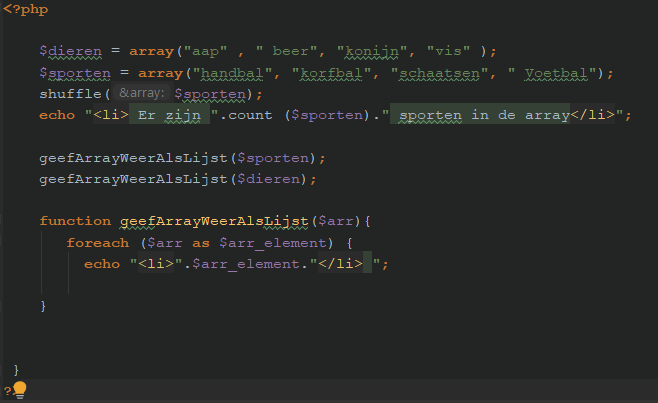 <?php
$dieren = array("aap" , " beer", "konijn", "vis" );
$sporten = array("handbal", "korfbal", "schaatsen", " Voetbal");
shuffle( &array: $sporten);
echo "<li> Er zijn ".count ($sporten)." sporten in de array</li>";
geefArrayWeerAlsLijst($sporten);
geefArrayWeerAlsLijst($dieren);
function geefArrayWeerAlsLijst($arr){
foreach ($arr as $arr_element) {
echo "<li>".$arr_element."</li> ";
}
}
?